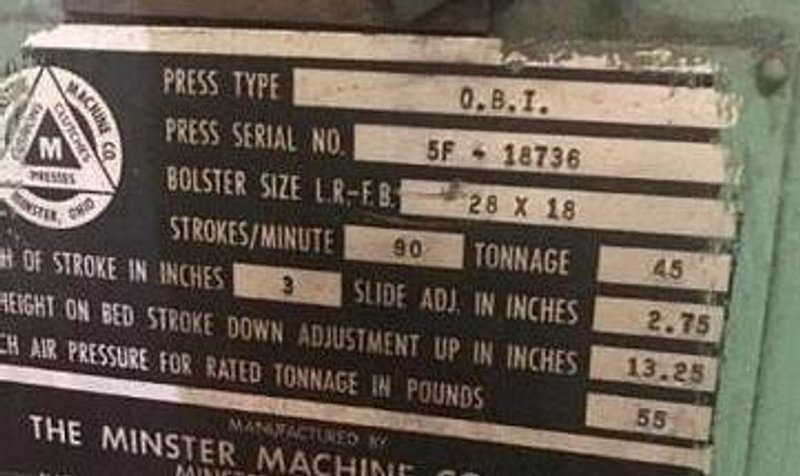 MACHINE CO
CLUTCHES
M
PRESSES
MINSTER, OHIO
PRESS TYPE O.B.I.
PRESS SERIAL NO. 5F - 18736
BOLSTER SIZE L.R.-F.B. 28 X 18
STROKES/MINUTE 90 TONNAGE 45
H OF STROKE IN INCHES 3 SLIDE ADJ. IN INCHES 2.75
HEIGHT ON BED STROKE DOWN ADJUSTMENT UP IN INCHES 13.25
CH AIR PRESSURE FOR RATED TONNAGE IN POUNDS 55
MANUFACTURED BY
THE MINSTER MACHINE CO